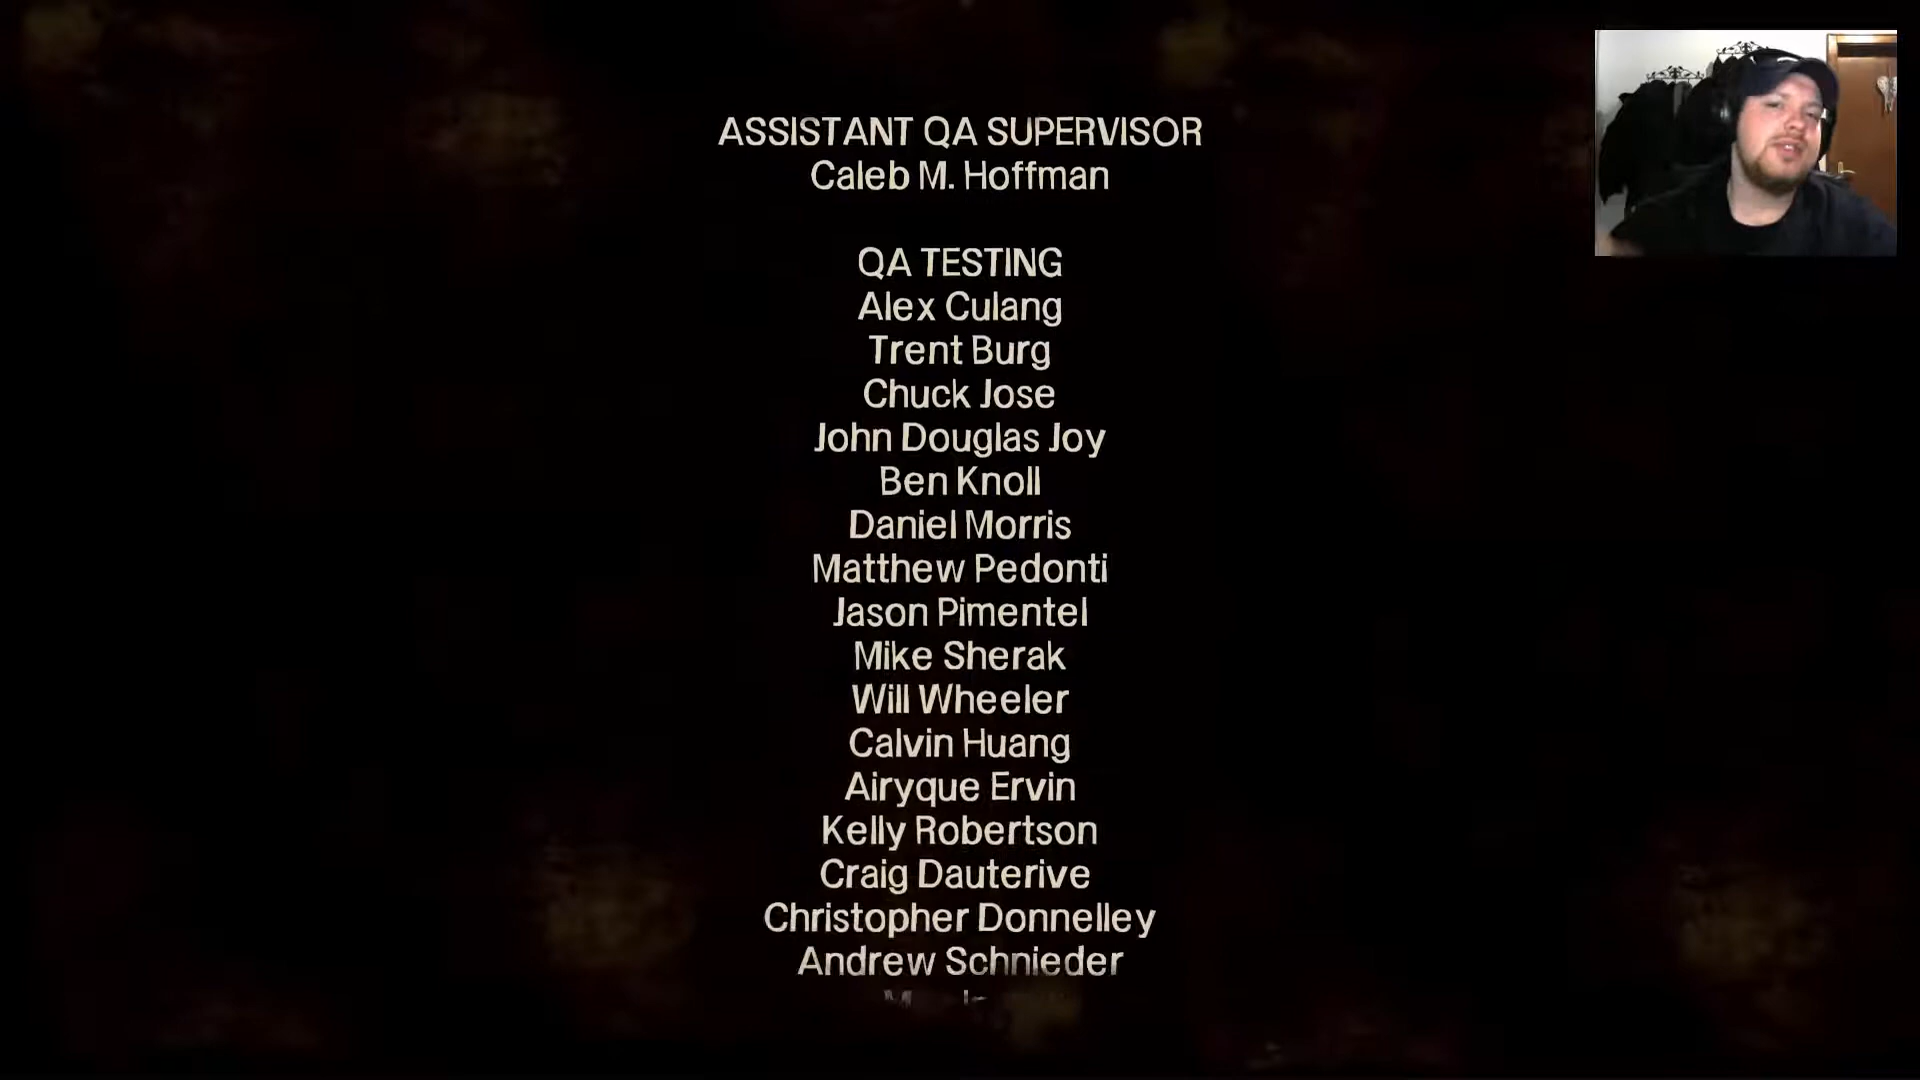 ASSISTANT QA SUPERVISOR
Caleb M. Hoffman
QA TESTING
Alex Culang
Trent Burg
Chuck Jose
John Douglas Joy
Ben Knoll
Daniel Morris
Matthew Pedonti
Jason Pimentel
Mike Sherak
Will Wheeler
Calvin Huang
Airyque Ervin
Kelly Robertson
Craig Dauterive
Christopher Donnelley
Andrew Schnieder